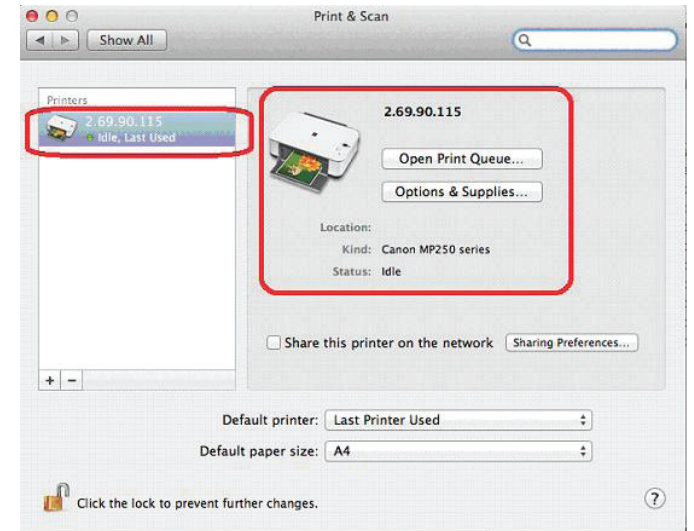 Print & Scan
Show All
Printers
2.69.90.115
Idle, Last Used
2.69.90.115
Open Print Queue...
Options & Supplies...
Location:
Kind: Canon MP250 series
Status: Idle
Share this printer on the network Sharing Preferences...
+ −
Default printer: Last Printer Used
Default paper size: A4
Click the lock to prevent further changes. ?